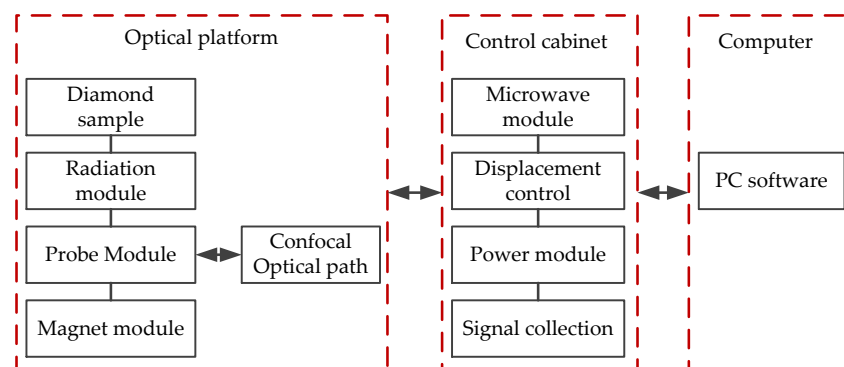 Optical platform
Diamond
sample
Radiation
module
Probe Module
Confocal
Optical path
Magnet module
Control cabinet
Microwave
module
Displacement
control
Power module
Signal collection
Computer
PC software